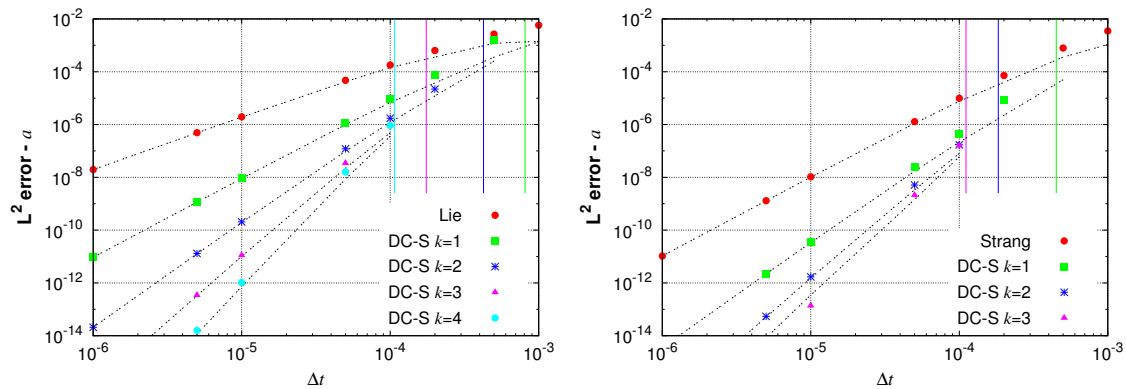 10^-2
10^-4
10^-6
10^-8
10^-10
10^-12
10^-14
L^2 error - a
10^-6
10^-5
10^-4
10^-3
Δt
Lie
DC-S k=1
DC-S k=2
DC-S k=3
DC-S k=4
10^-2
10^-4
10^-6
10^-8
10^-10
10^-12
10^-14
L^2 error - a
10^-6
10^-5
10^-4
10^-3
Δt
Strang
DC-S k=1
DC-S k=2
DC-S k=3